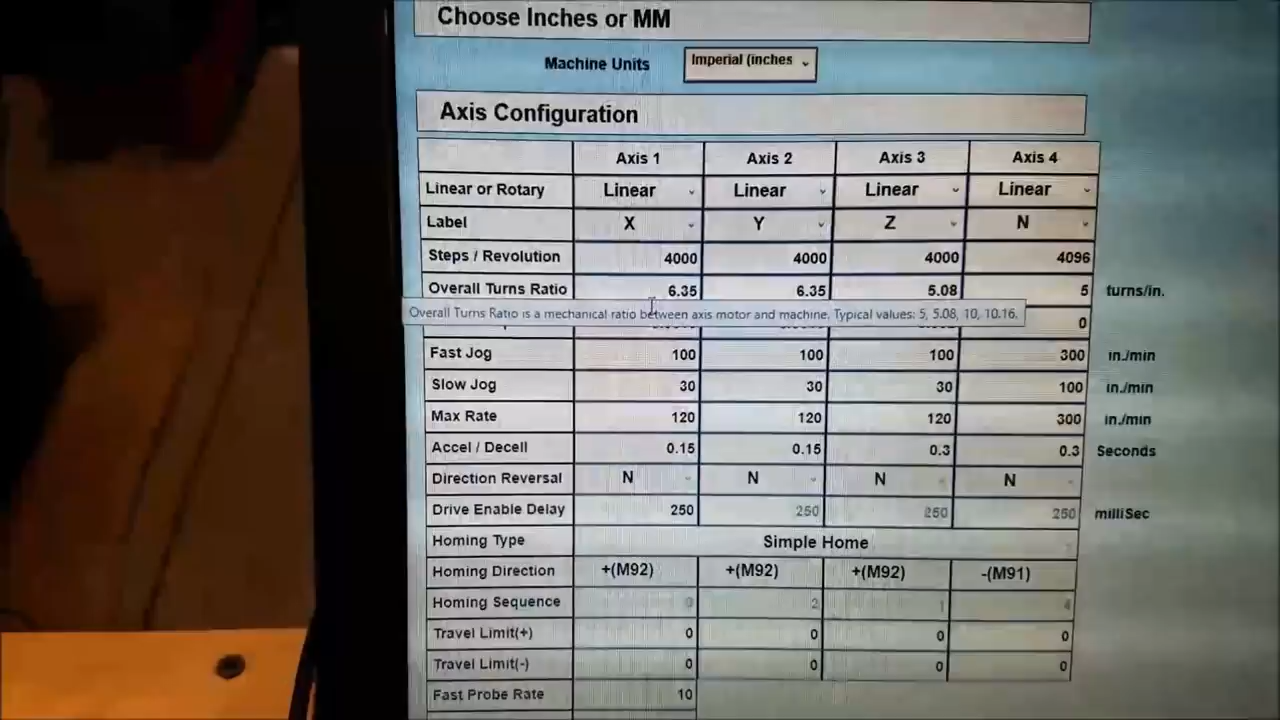 Choose Inches or MM
Machine Units Imperial (inches
Axis Configuration
Axis 1 Axis 2 Axis 3 Axis 4
Linear or Rotary Linear Linear Linear Linear
Label X Y Z N
Steps / Revolution 4000 4000 4000 4096
Overall Turns Ratio 6.35 6.35 5.08 5 turns/in.
Overall Turns Ratio is a mechanical ratio between axis motor and machine. Typical values: 5, 5.08, 10, 10.16.
0
Fast Jog 100 100 100 300 in./min
Slow Jog 30 30 30 100 in./min
Max Rate 120 120 120 300 in./min
Accel / Decell 0.15 0.15 0.3 0.3 Seconds
Direction Reversal N N N N
Drive Enable Delay 250 250 250 250 milliSec
Homing Type Simple Home
Homing Direction +(M92) +(M92) +(M92) -(M91)
Homing Sequence 2 1 4
Travel Limit(+) 0 0 0 0
Travel Limit(-) 0 0 0 0
Fast Probe Rate 10